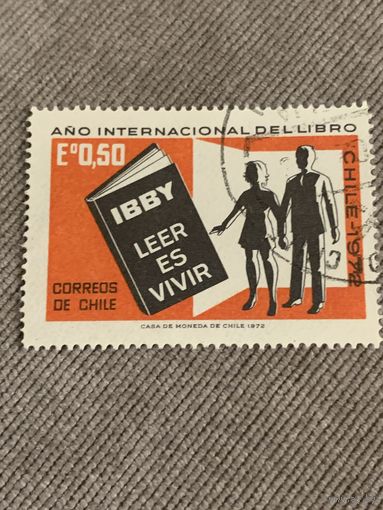 AÑO INTERNACIONAL DEL LIBRO
Eº0,50
CHILE-1972
IBBY
LEER
ES
VIVIR
CORREOS
DE CHILE
CASA DE MONEDA DE CHILE 1972